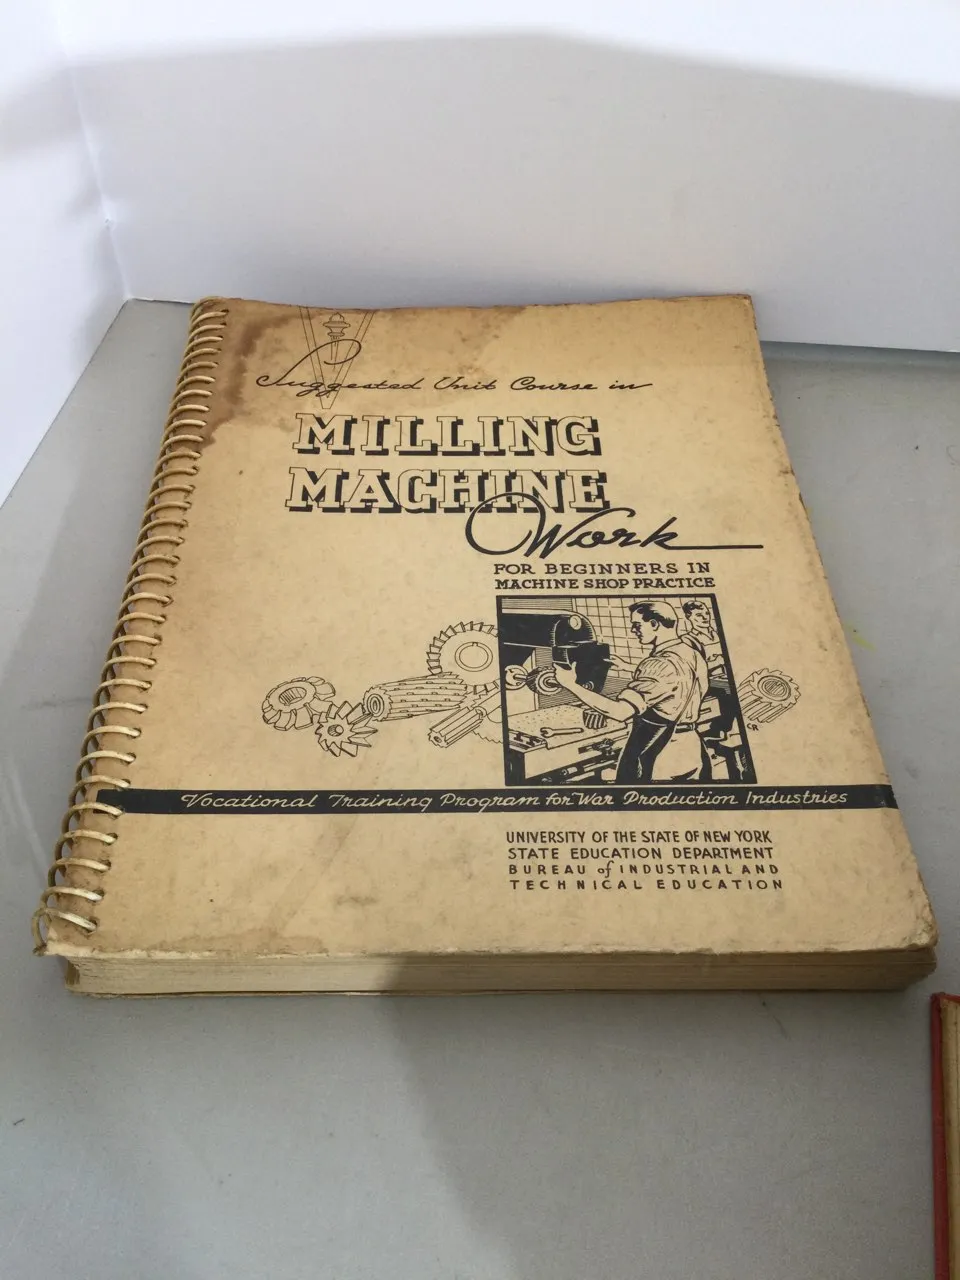 Suggested Unit Course in
MILLING
MACHINE
Work
FOR BEGINNERS IN
MACHINE SHOP PRACTICE
CR
Vocational Training Program for War Production Industries
UNIVERSITY OF THE STATE OF NEW YORK
STATE EDUCATION DEPARTMENT
BUREAU of INDUSTRIAL AND
TECHNICAL EDUCATION